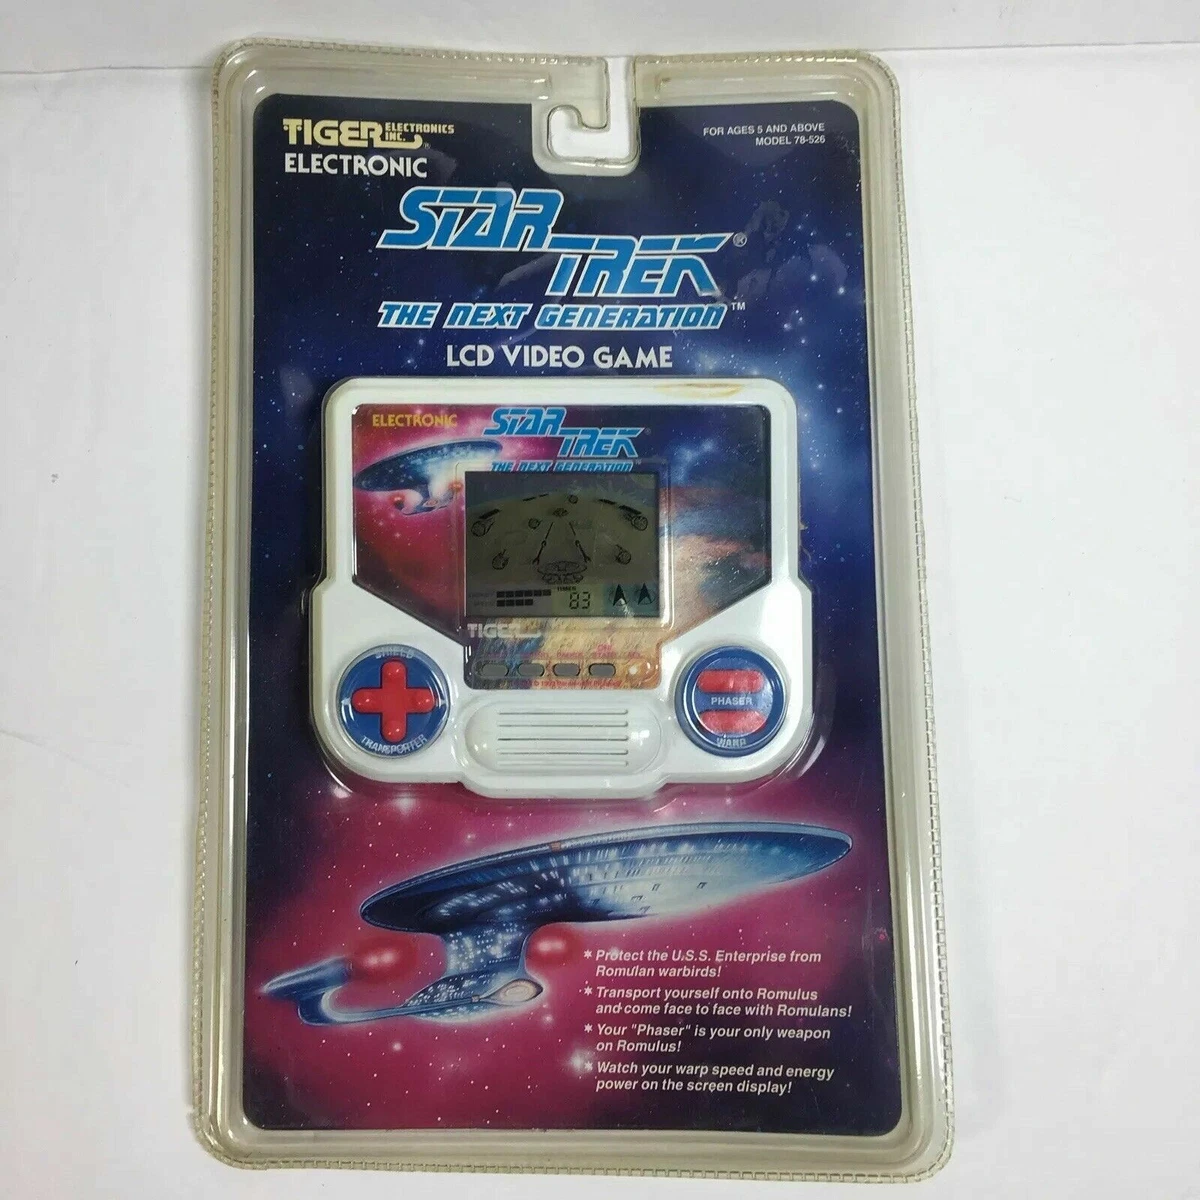 TIGER ELECTRONICS INC.®
ELECTRONIC
FOR AGES 5 AND ABOVE
MODEL 78-526
STAR
TREK®
THE NEXT GENERATION™
LCD VIDEO GAME
ELECTRONIC
STAR
TREK
THE NEXT GENERATION
83
TIGER
SHIELD
TRANSPORTER
PHASER
WARP
* Protect the U.S.S. Enterprise from
Romulan warbirds!
* Transport yourself onto Romulus
and come face to face with Romulans!
* Your "Phaser" is your only weapon
on Romulus!
* Watch your warp speed and energy
power on the screen display!